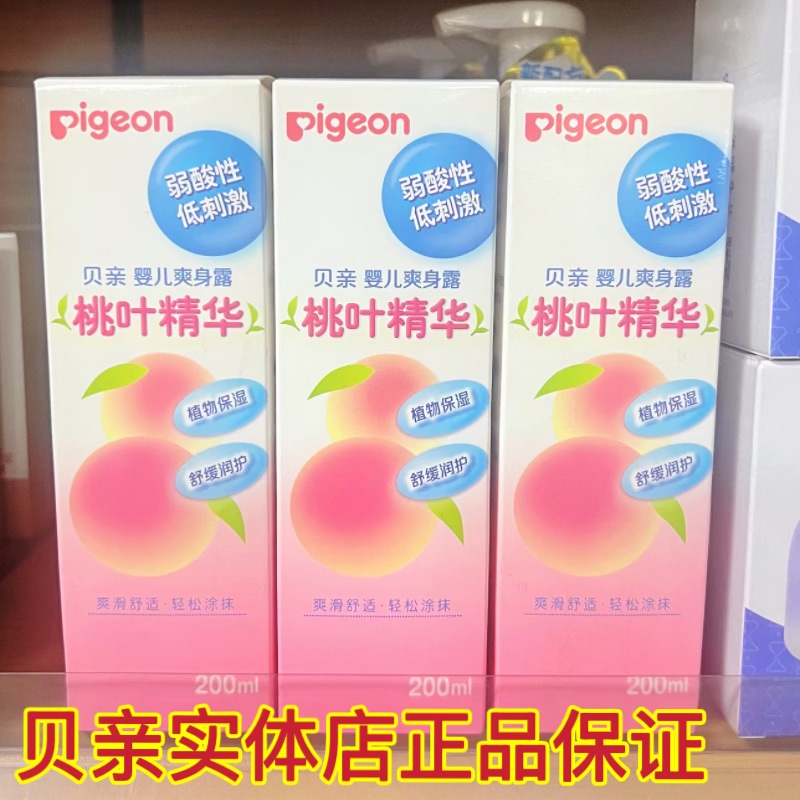 Pigeon
弱酸性
低刺激
贝亲 婴儿爽身露
桃叶精华
植物保湿
舒缓润护
爽滑舒适·轻松涂抹
200ml
Pigeon
弱酸性
低刺激
贝亲 婴儿爽身露
桃叶精华
植物保湿
舒缓润护
爽滑舒适·轻松涂抹
200ml
Pigeon
弱酸性
低刺激
贝亲 婴儿爽身露
桃叶精华
植物保湿
舒缓润护
爽滑舒适·轻松涂抹
200ml
贝亲实体店正品保证